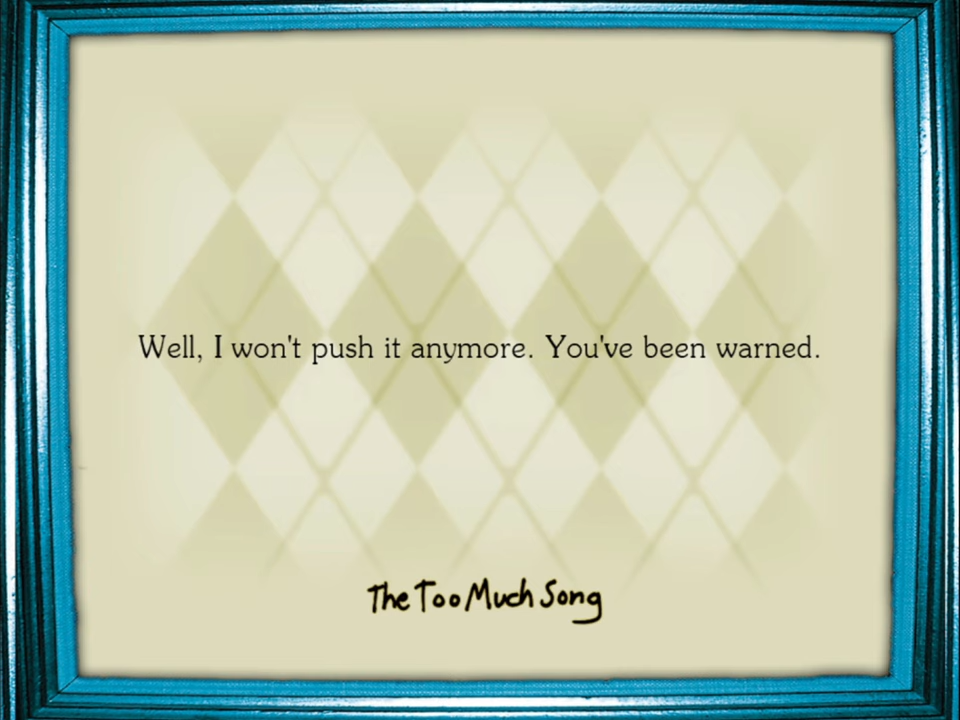 Well, I won't push it anymore. You've been warned.
The Too Much Song